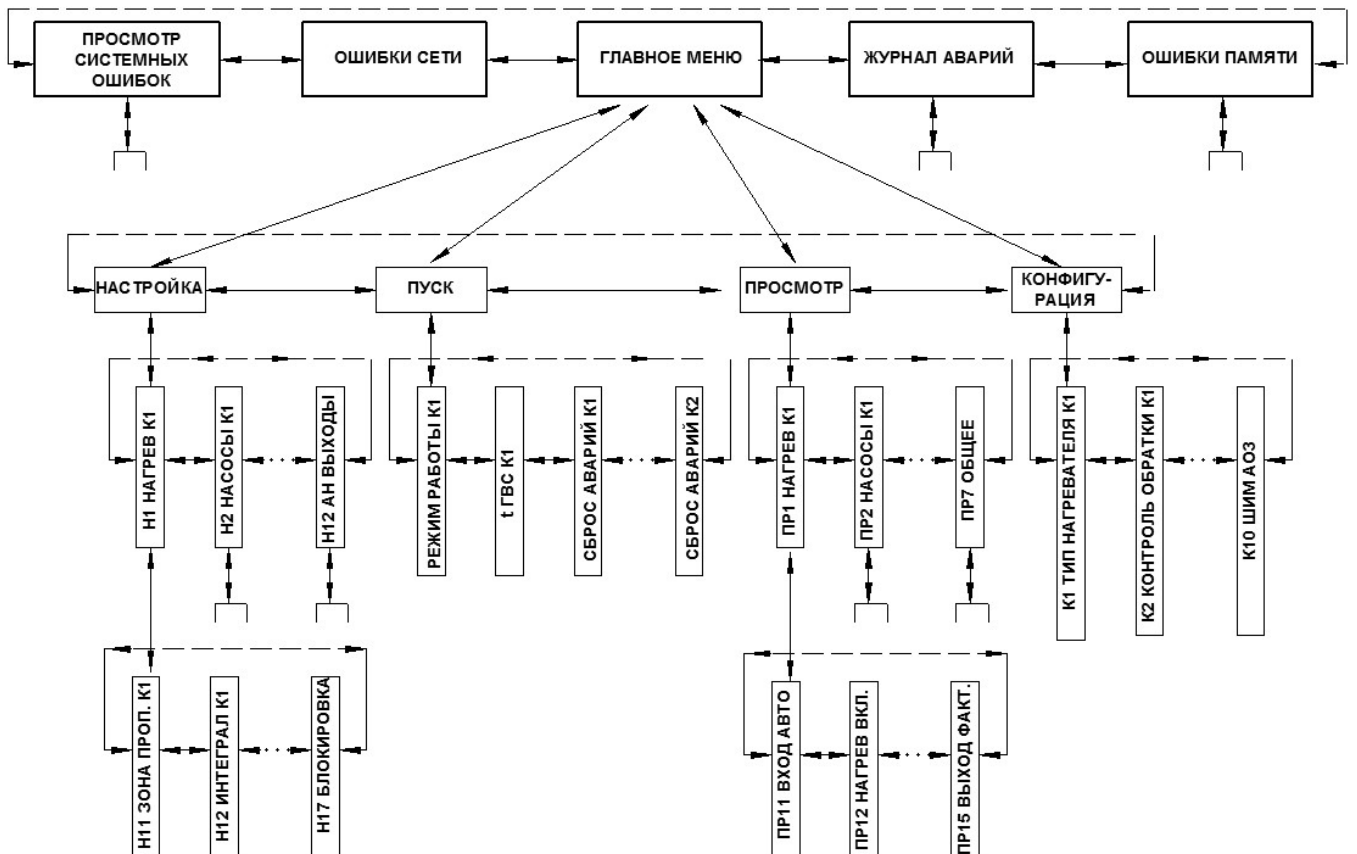 ПРОСМОТР
СИСТЕМНЫХ
ОШИБОК
ОШИБКИ СЕТИ
ГЛАВНОЕ МЕНЮ
ЖУРНАЛ АВАРИЙ
ОШИБКИ ПАМЯТИ
НАСТРОЙКА
ПУСК
ПРОСМОТР
КОНФИГУ-
РАЦИЯ
Н1 НАГРЕВ К1
Н2 НАСОСЫ К1
Н12 АН ВЫХОДЫ
РЕЖИМ РАБОТЫ К1
t ГВС К1
СБРОС АВАРИЙ К1
СБРОС АВАРИЙ К2
ПР1 НАГРЕВ К1
ПР2 НАСОСЫ К1
ПР7 ОБЩЕЕ
К1 ТИП НАГРЕВАТЕЛЯ К1
К2 КОНТРОЛЬ ОБРАТКИ К1
К10 ШИМ АО3
Н11 ЗОНА ПРОП. К1
Н12 ИНТЕГРАЛ К1
Н17 БЛОКИРОВКА
ПР11 ВХОД АВТО
ПР12 НАГРЕВ ВКЛ.
ПР15 ВЫХОД ФАКТ.